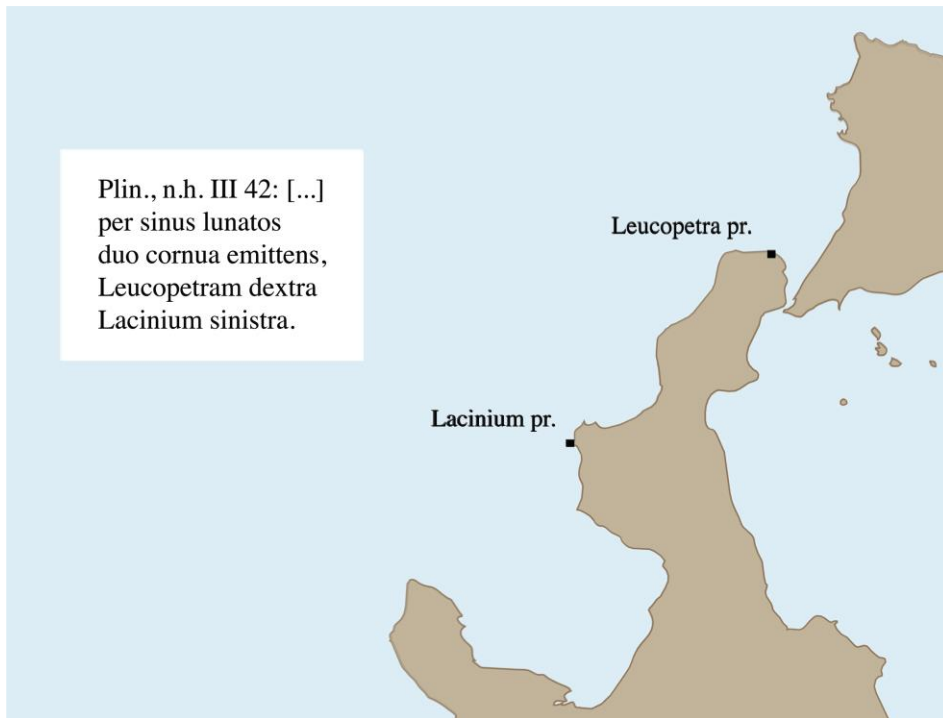 Leucopetra pr.
Plin., n.h. III 42: [...]
per sinus lunatos
duo cornua emittens,
Leucopetram dextra
Lacinium sinistra.
Lacinium pr.